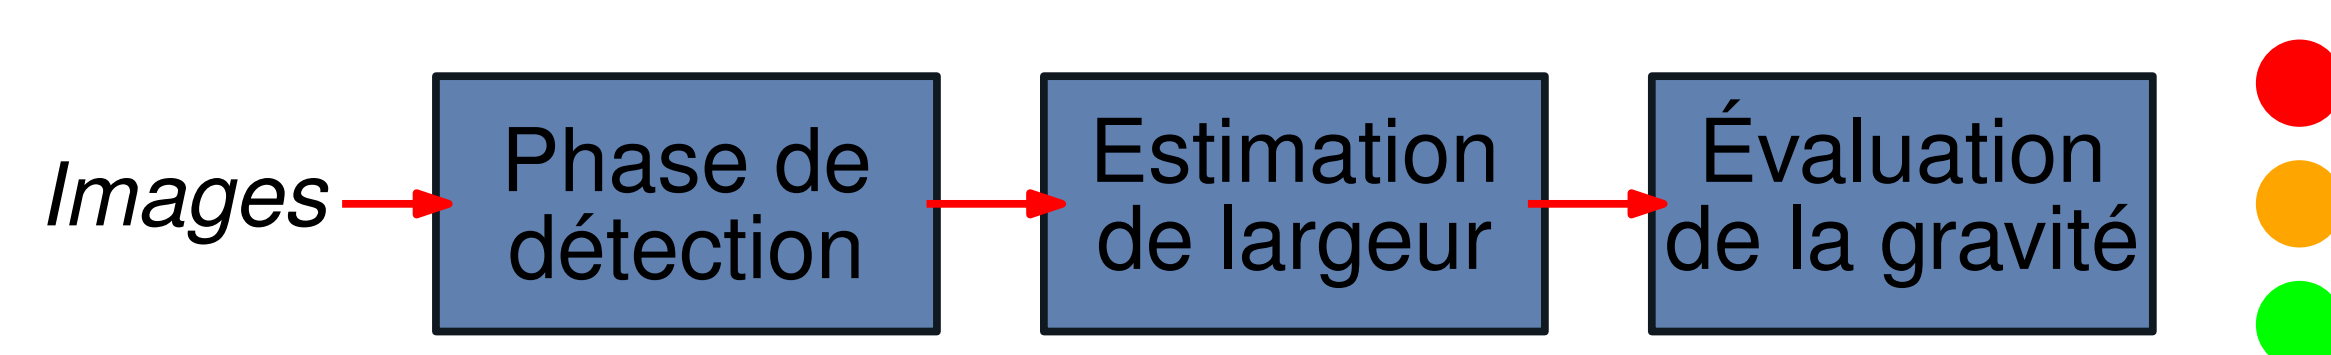 Images
Phase de
détection
Estimation
de largeur
Évaluation
de la gravité